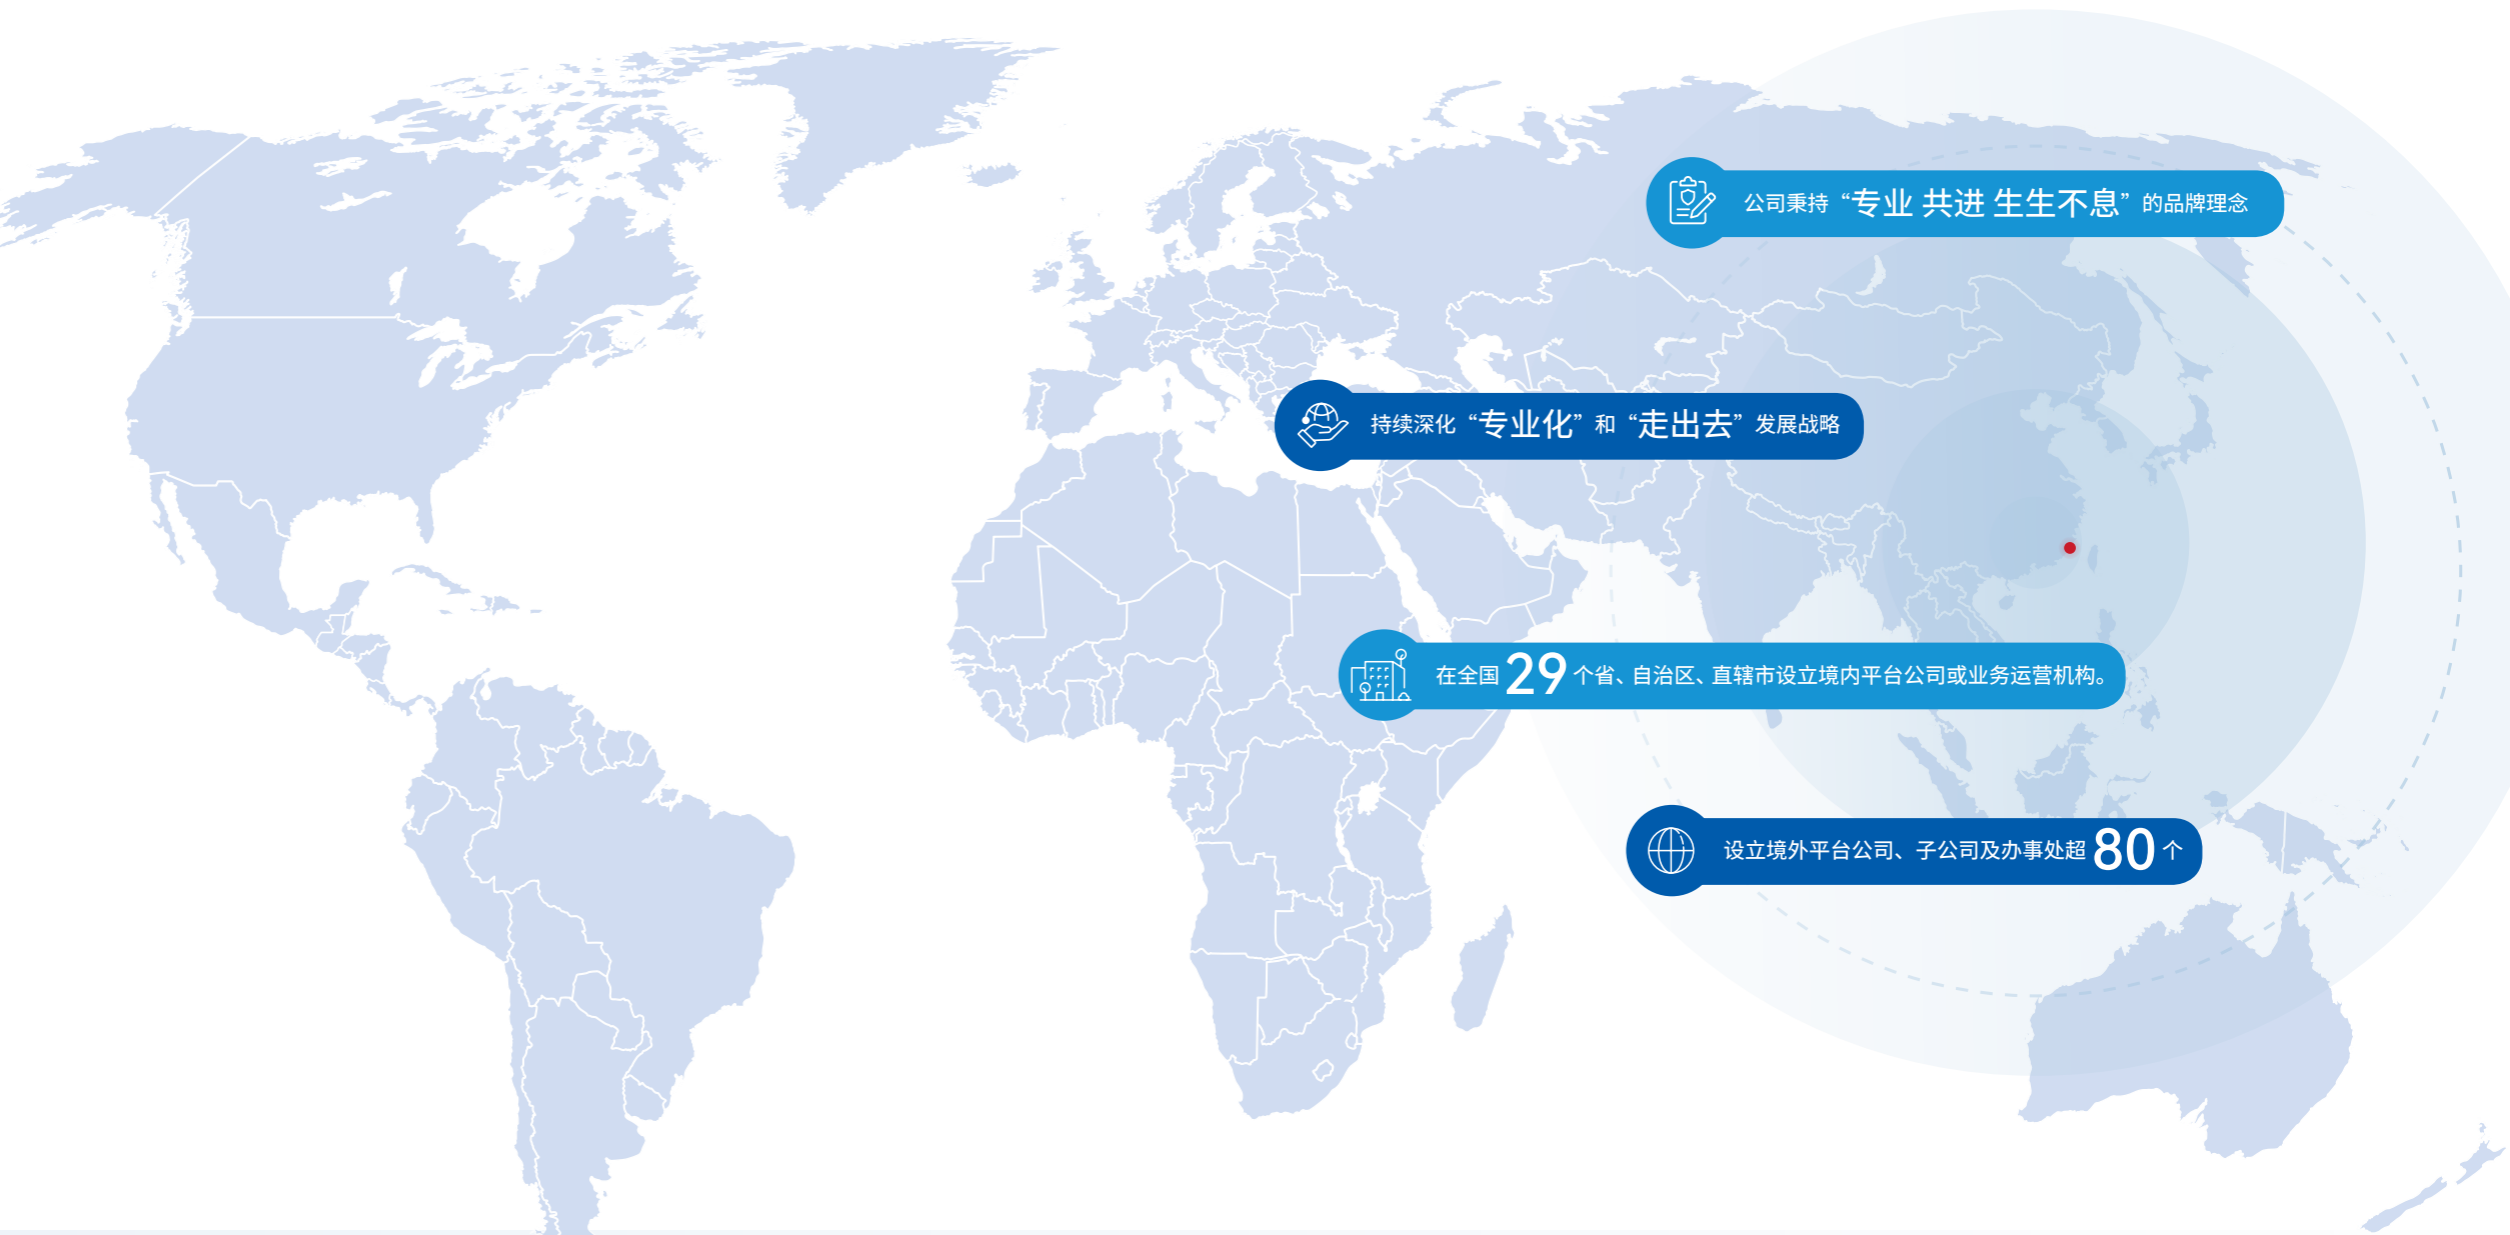 公司秉持“专业 共进 生生不息”的品牌理念
持续深化“专业化”和“走出去”发展战略
在全国29个省、自治区、直辖市设立境内平台公司或业务运营机构。
设立境外平台公司、子公司及办事处超80个